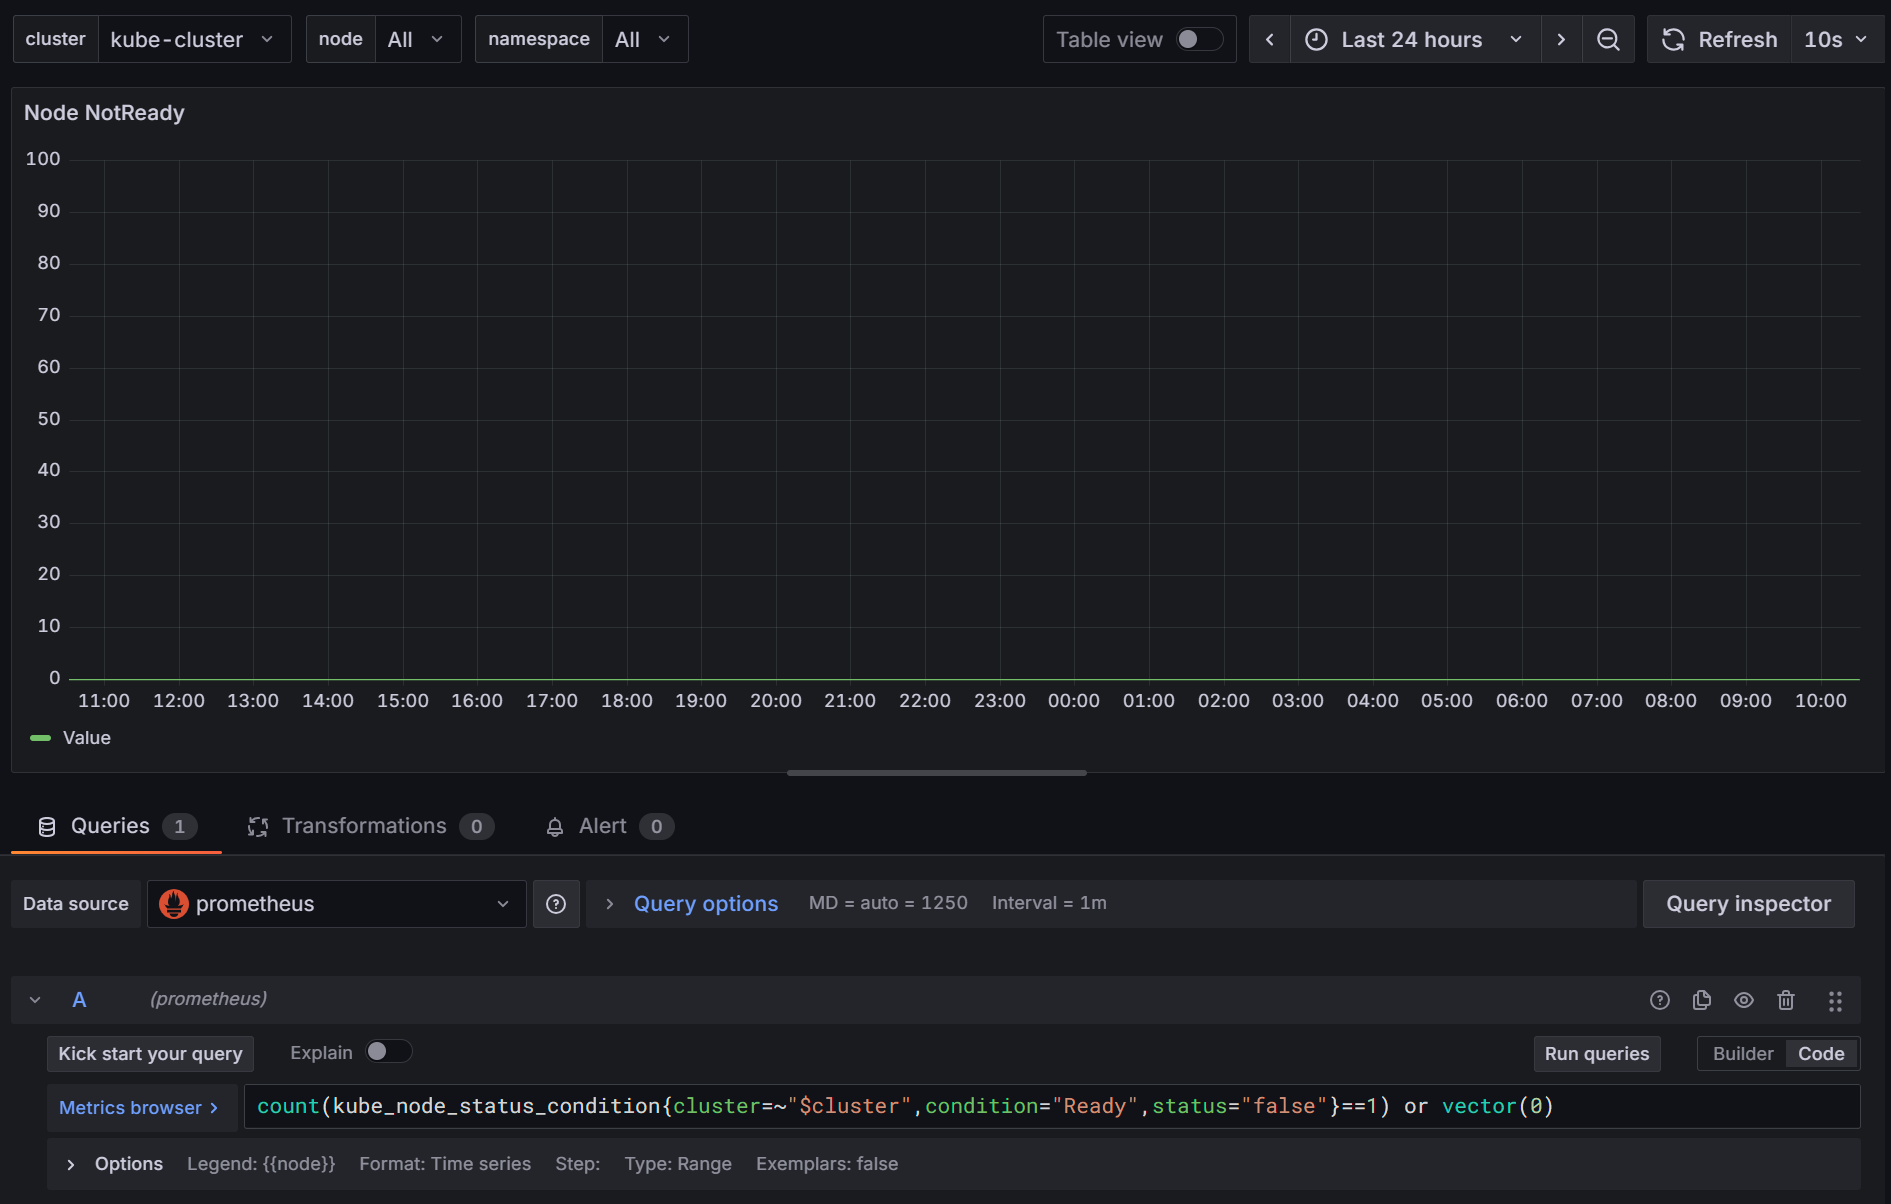 cluster kube-cluster node All namespace All Table view Last 24 hours Refresh 10s
Node NotReady
100
90
80
70
60
50
40
30
20
10
0
11:00 12:00 13:00 14:00 15:00 16:00 17:00 18:00 19:00 20:00 21:00 22:00 23:00 00:00 01:00 02:00 03:00 04:00 05:00 06:00 07:00 08:00 09:00 10:00
Value
Queries 1 Transformations 0 Alert 0
Data source prometheus Query options MD = auto = 1250 Interval = 1m Query inspector
A (prometheus)
Kick start your query Explain Run queries Builder Code
Metrics browser > count(kube_node_status_condition{cluster=~"$cluster",condition="Ready",status="false"}==1) or vector(0)
Options Legend: {{node}} Format: Time series Step: Type: Range Exemplars: false